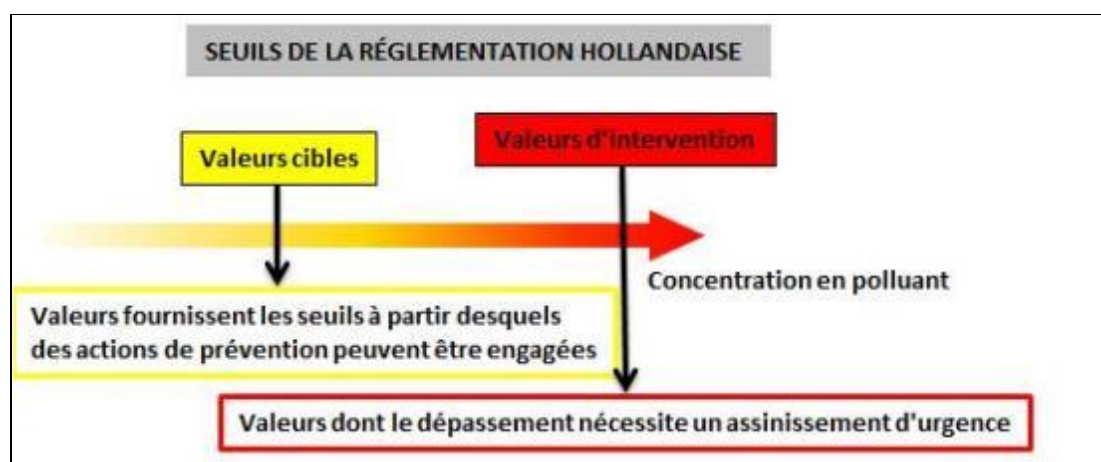 SEUILS DE LA RÉGLEMENTATION HOLLANDAISE
Valeurs cibles
Valeurs d'intervention
Concentration en polluant
Valeurs fournissent les seuils à partir desquels
des actions de prévention peuvent être engagées
Valeurs dont le dépassement nécessite un assinissement d'urgence